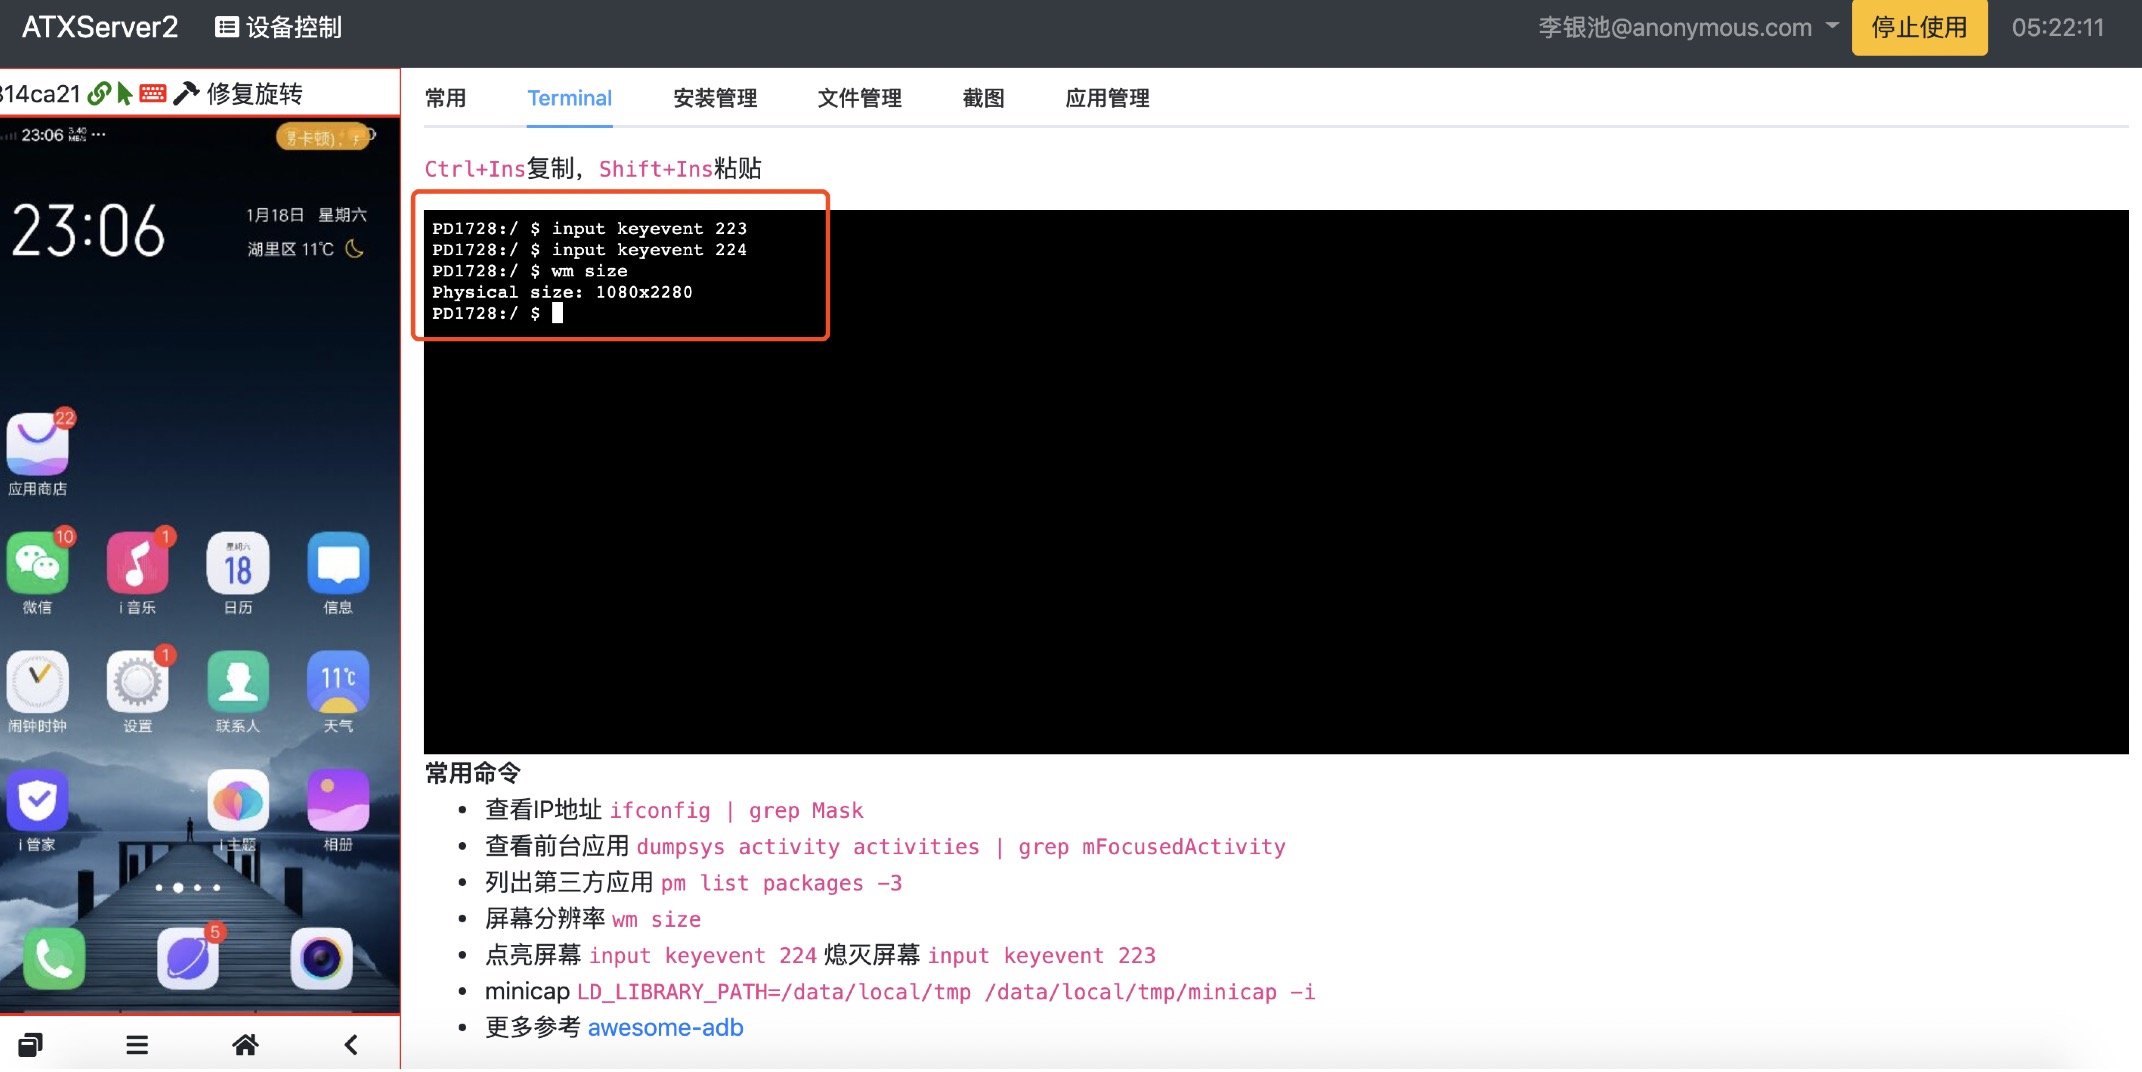 ATXServer2 设备控制 李银池@anonymous.com 停止使用 05:22:11
814ca21 修复旋转
常用 Terminal 安装管理 文件管理 截图 应用管理
23:06 3.40 MB/s ···
卡顿)，
23:06
1月18日 星期六
湖里区 11℃
22
应用商店
10 1 星期六 18
微信 i 音乐 日历 信息
1 11℃
闹钟时钟 设置 联系人 天气
i 管家 i 主题 相册
5
Ctrl+Ins复制，Shift+Ins粘贴
PD1728:/ $ input keyevent 223
PD1728:/ $ input keyevent 224
PD1728:/ $ wm size
Physical size: 1080x2280
PD1728:/ $
常用命令
• 查看IP地址 ifconfig | grep Mask
• 查看前台应用 dumpsys activity activities | grep mFocusedActivity
• 列出第三方应用 pm list packages -3
• 屏幕分辨率 wm size
• 点亮屏幕 input keyevent 224 熄灭屏幕 input keyevent 223
• minicap LD_LIBRARY_PATH=/data/local/tmp /data/local/tmp/minicap -i
• 更多参考 awesome-adb